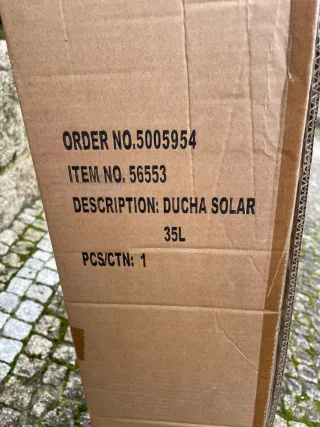 ORDER NO.5005954
ITEM NO. 56553
DESCRIPTION: DUCHA SOLAR
35L
PCS/CTN: 1